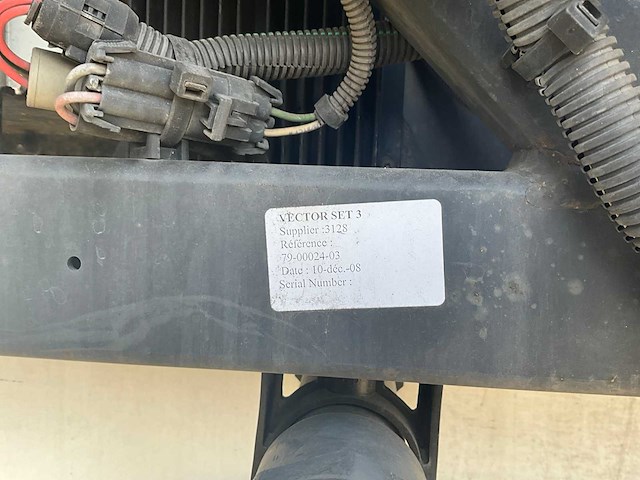 VECTOR SET 3
Supplier :3128
Référence :
79-00024-03
Date : 10-déc.-08
Serial Number :